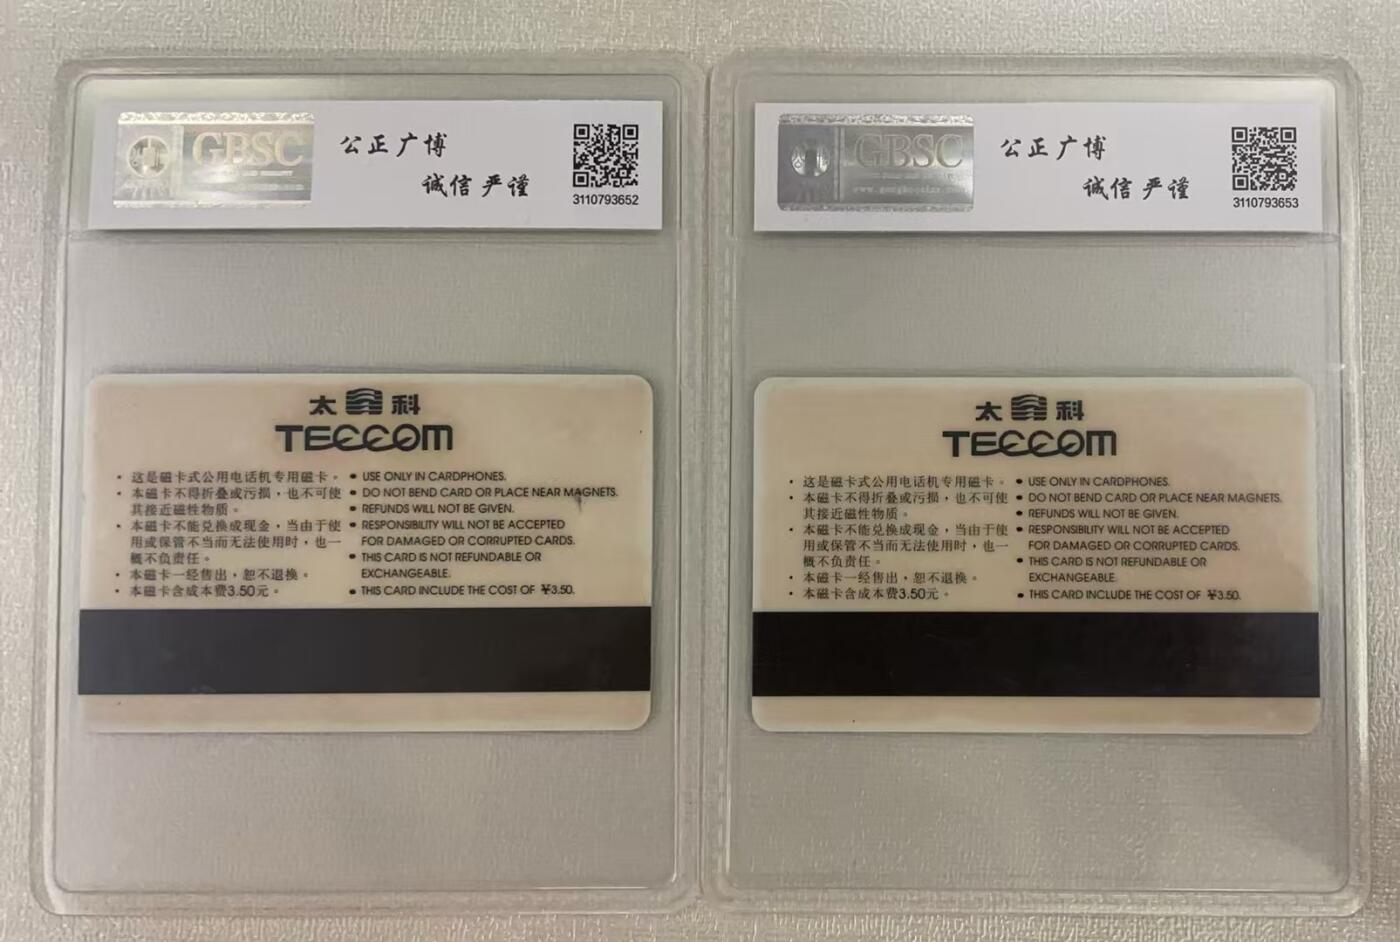 GBSC
公正广博
诚信严谨
3110793652
GBSC
公正广博
诚信严谨
3110793653
太科
TECCOM
·这是磁卡式公用电话机专用磁卡。
·本磁卡不得折叠或污损，也不可使
其接近磁性物质。
·本磁卡不能兑换成现金，当由于使
用或保管不当而无法使用时，也一
概不负责任。
·本磁卡一经售出，恕不退换。
·本磁卡含成本费3.50元。
● USE ONLY IN CARDPHONES.
● DO NOT BEND CARD OR PLACE NEAR MAGNETS.
● REFUNDS WILL NOT BE GIVEN.
● RESPONSIBILITY WILL NOT BE ACCEPTED
FOR DAMAGED OR CORRUPTED CARDS.
● THIS CARD IS NOT REFUNDABLE OR
EXCHANGEABLE.
● THIS CARD INCLUDE THE COST OF ¥3.50.
太科
TECCOM
·这是磁卡式公用电话机专用磁卡。
·本磁卡不得折叠或污损，也不可使
其接近磁性物质。
·本磁卡不能兑换成现金，当由于使
用或保管不当而无法使用时，也一
概不负责任。
·本磁卡一经售出，恕不退换。
·本磁卡含成本费3.50元。
● USE ONLY IN CARDPHONES.
● DO NOT BEND CARD OR PLACE NEAR MAGNETS.
● REFUNDS WILL NOT BE GIVEN.
● RESPONSIBILITY WILL NOT BE ACCEPTED
FOR DAMAGED OR CORRUPTED CARDS.
● THIS CARD IS NOT REFUNDABLE OR
EXCHANGEABLE.
● THIS CARD INCLUDE THE COST OF ¥3.50.